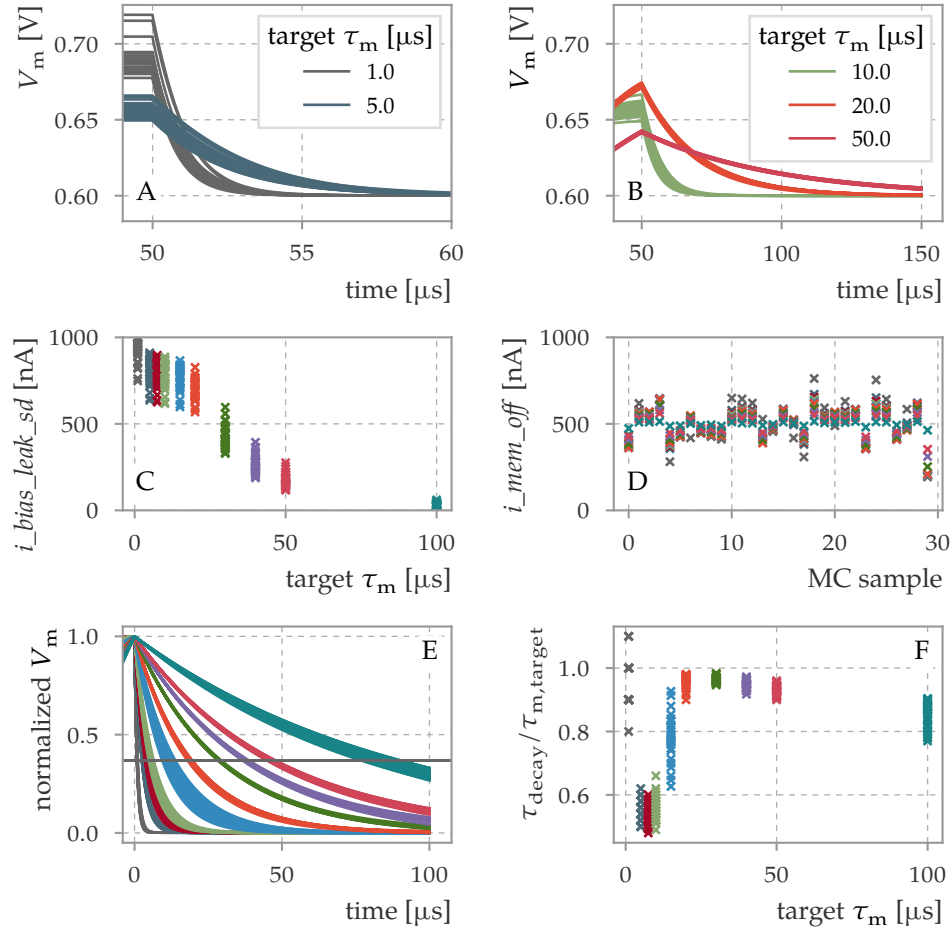 V_m [V]
0.70
0.65
0.60
target τ_m [μs]
1.0
5.0
A
50
55
60
time [μs]
V_m [V]
0.70
0.65
0.60
target τ_m [μs]
10.0
20.0
50.0
B
50
100
150
time [μs]
i_bias_leak_sd [nA]
1000
500
0
C
0
50
100
target τ_m [μs]
i_mem_off [nA]
1000
500
0
D
0
10
20
30
MC sample
normalized V_m
1.0
0.5
0.0
E
0
25
50
75
100
time [μs]
τ_decay/τ_m,target
1.0
0.8
0.6
F
0
50
100
target τ_m [μs]